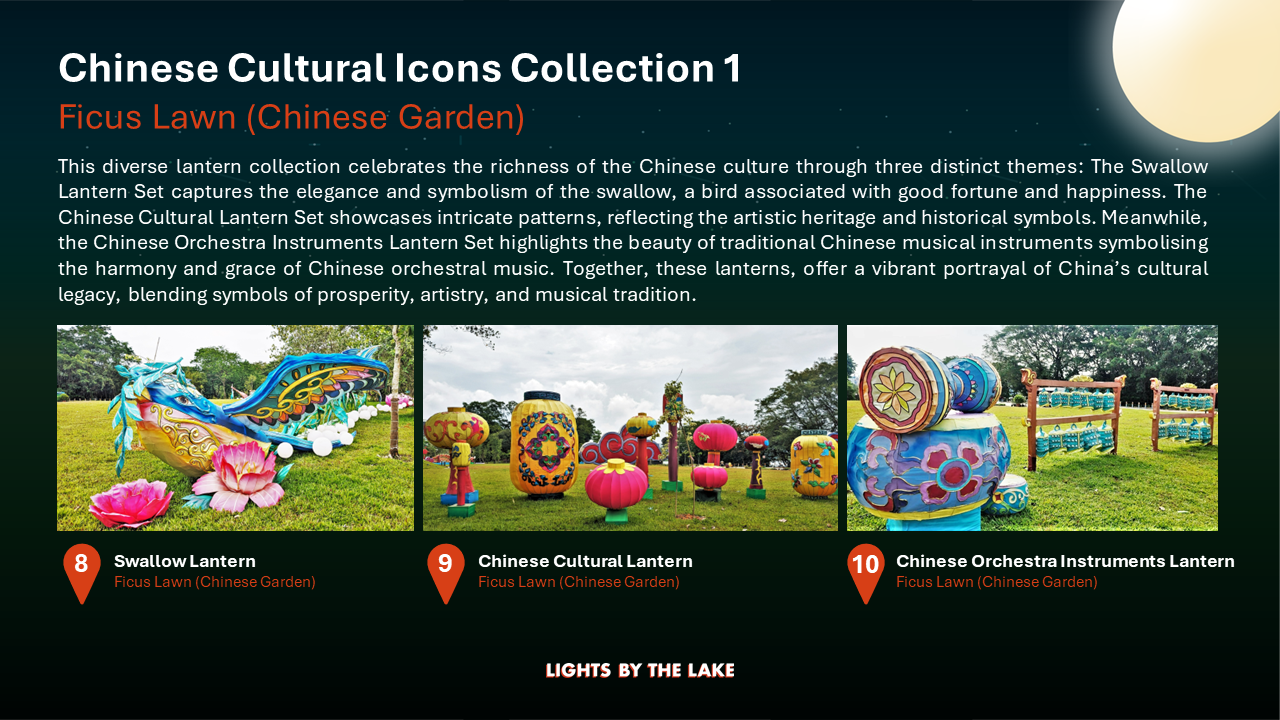 Chinese Cultural Icons Collection 1
Ficus Lawn (Chinese Garden)
This diverse lantern collection celebrates the richness of the Chinese culture through three distinct themes: The Swallow
Lantern Set captures the elegance and symbolism of the swallow, a bird associated with good fortune and happiness. The
Chinese Cultural Lantern Set showcases intricate patterns, reflecting the artistic heritage and historical symbols. Meanwhile,
the Chinese Orchestra Instruments Lantern Set highlights the beauty of traditional Chinese musical instruments symbolising
the harmony and grace of Chinese orchestral music. Together, these lanterns, offer a vibrant portrayal of China’s cultural
legacy, blending symbols of prosperity, artistry, and musical tradition.
8 Swallow Lantern
Ficus Lawn (Chinese Garden)
9 Chinese Cultural Lantern
Ficus Lawn (Chinese Garden)
10 Chinese Orchestra Instruments Lantern
Ficus Lawn (Chinese Garden)
LIGHTS BY THE LAKE